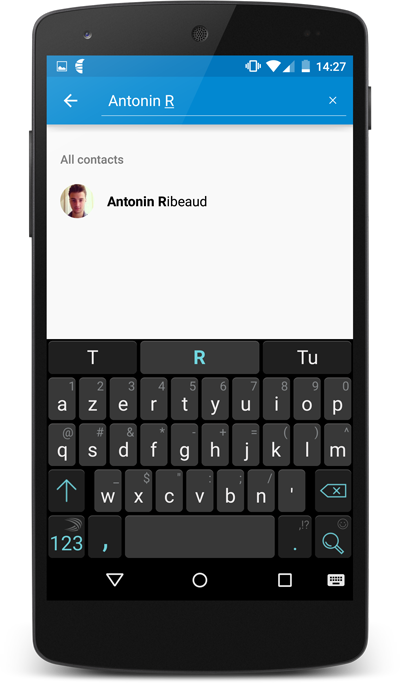 14:27
Antonin R
All contacts
Antonin Ribeaud
T R Tu
1 2 3 4 5 6 7 8 9 0
a z e r t y u i o p
@ # & * - + = ( ) ^
q s d f g h j k l m
_ $ " ' : ; /
w x c v b n '
,!?
123 , .